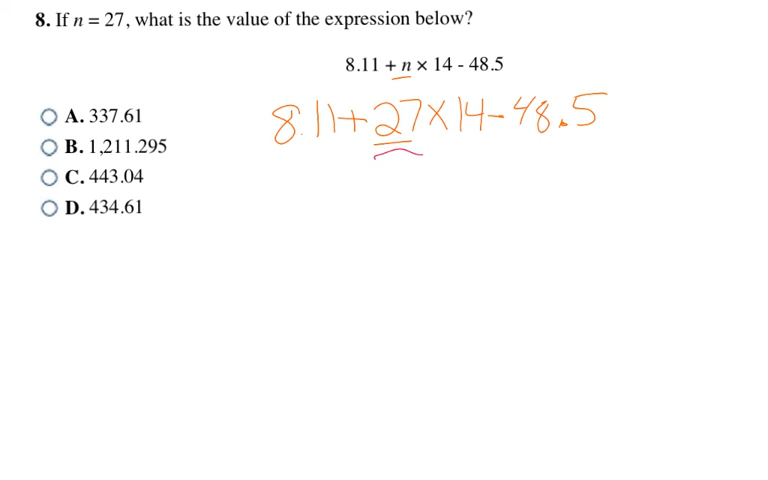 8. If n = 27, what is the value of the expression below?
8.11 + n × 14 - 48.5
8.11+27×14-48.5
A. 337.61
B. 1,211.295
C. 443.04
D. 434.61